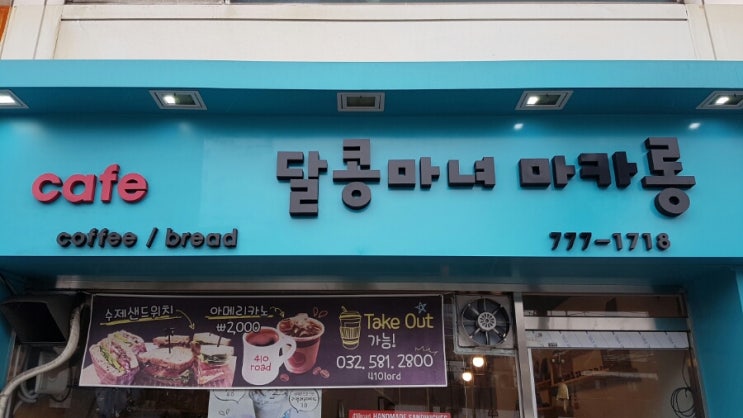 cafe
달콩마녀 마카롱
coffee / bread
777-1718
수제샌드위치
아메리카노
₩2,000
Take Out
가능!
032. 581. 2800
410lord
410
road